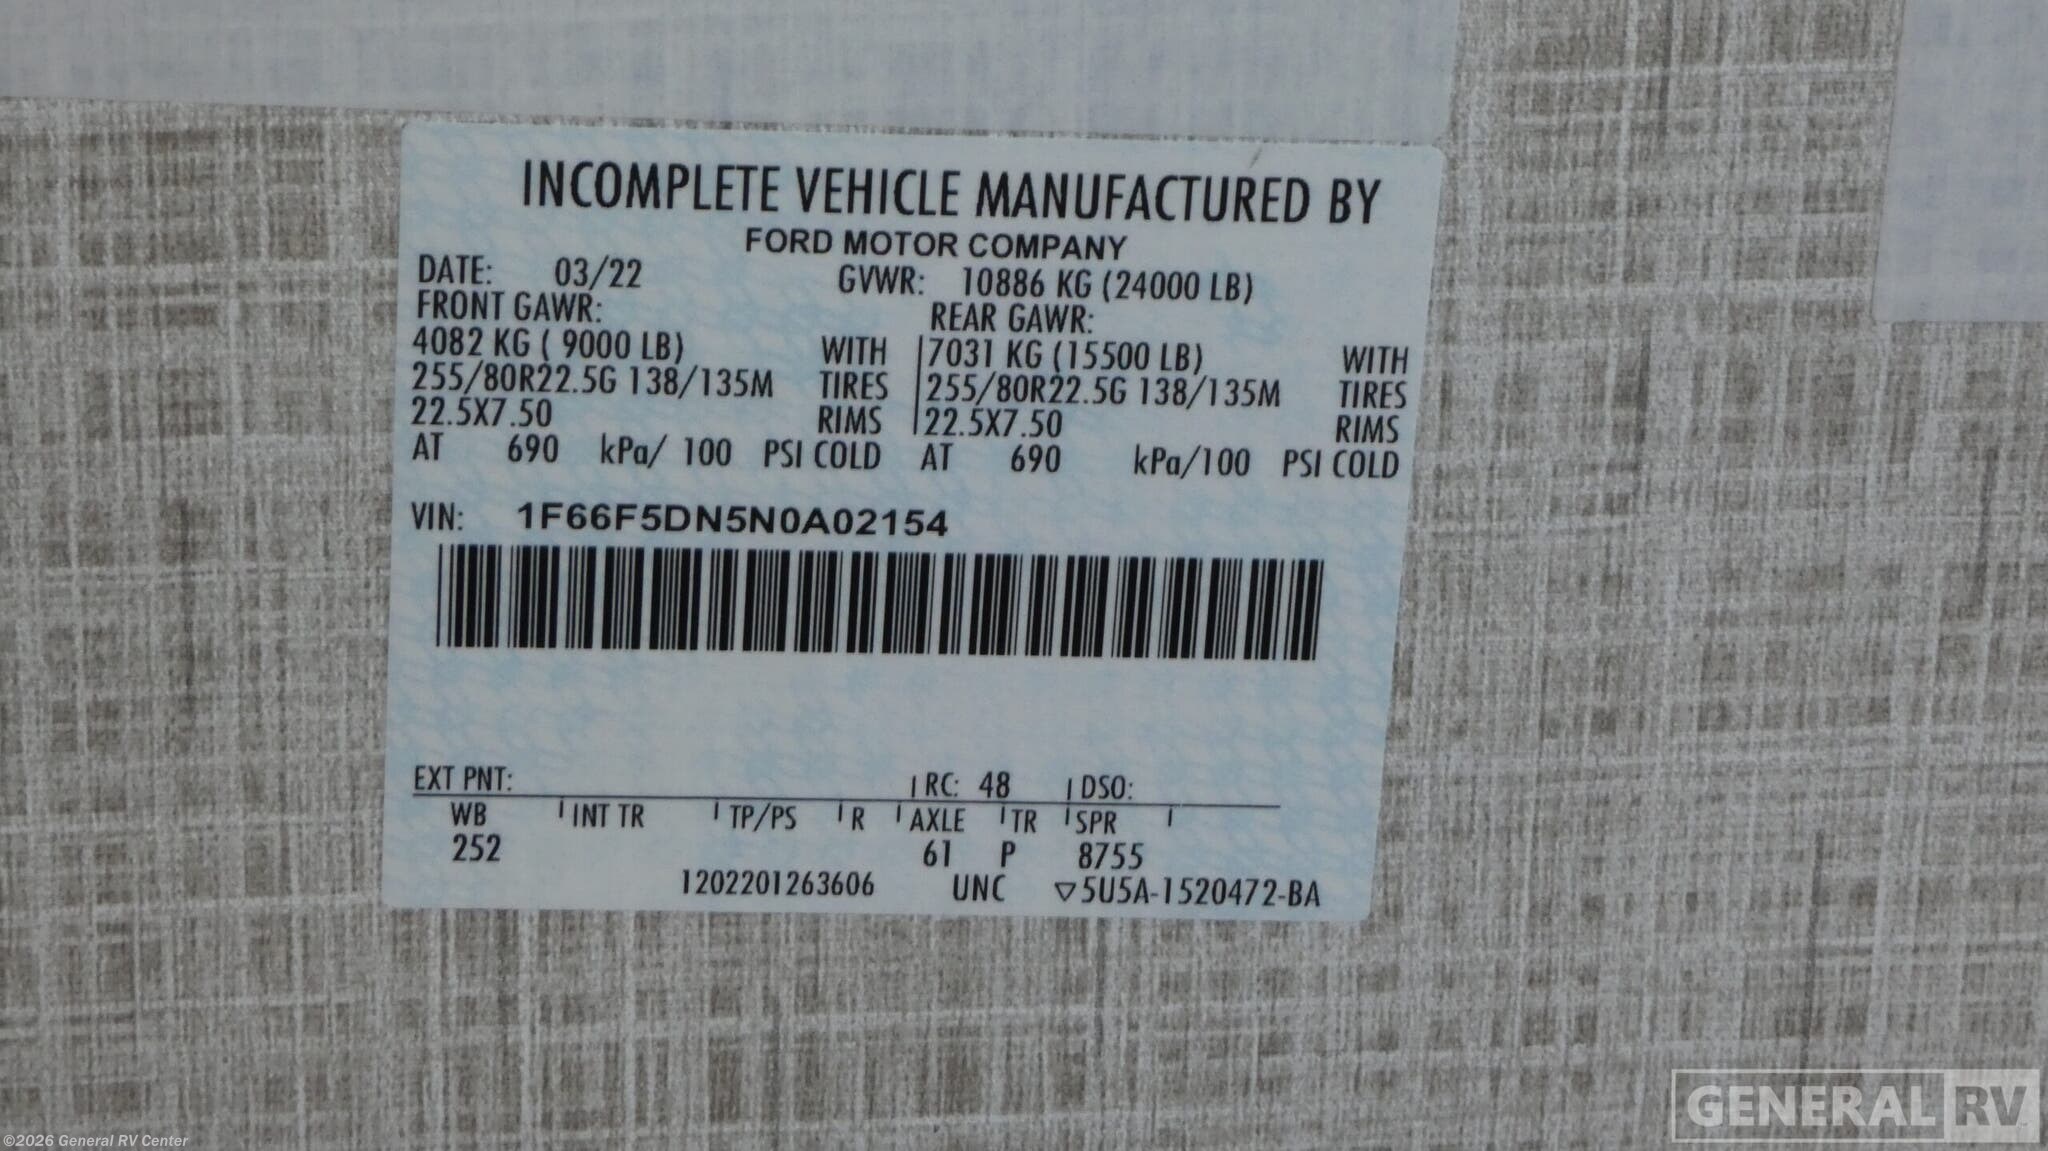 INCOMPLETE VEHICLE MANUFACTURED BY
FORD MOTOR COMPANY
DATE: 03/22 GVWR: 10886 KG (24000 LB)
FRONT GAWR: REAR GAWR:
4082 KG ( 9000 LB) WITH 7031 KG (15500 LB) WITH
255/80R22.5G 138/135M TIRES 255/80R22.5G 138/135M TIRES
22.5X7.50 RIMS 22.5X7.50 RIMS
AT 690 kPa/ 100 PSI COLD AT 690 kPa/100 PSI COLD
VIN: 1F66F5DN5N0A02154
EXT PNT: RC: 48 DSO:
WB INT TR TP/PS R AXLE TR SPR
252 61 P 8755
1202201263606 UNC ▽5U5A-1520472-BA
GENERAL RV
©2026 General RV Center